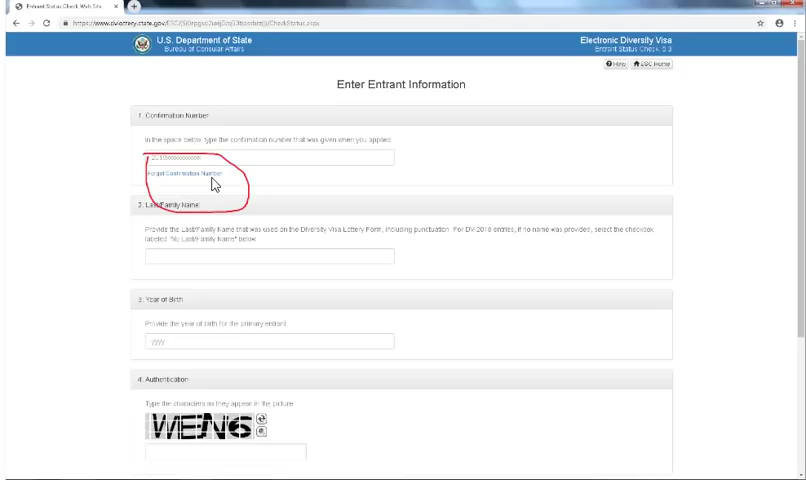 Entrant Status Check Web Site
U.S. Department of State
Bureau of Consular Affairs
Electronic Diversity Visa
Entrant Status Check 5.3
Help
ESC Home
Enter Entrant Information
1. Confirmation Number
In the space below, type the confirmation number that was given when you applied.
Forgot Confirmation Number
2. Last/Family Name
Provide the Last/Family Name that was used on the Diversity Visa Lottery Form, including punctuation. For DV-2018 entries, if no name was provided, select the checkbox
labeled "No Last/Family Name" below.
3. Year of Birth
Provide the year of birth for the primary entrant
yyyy
4. Authentication
Type the characters as they appear in the picture
WEN6